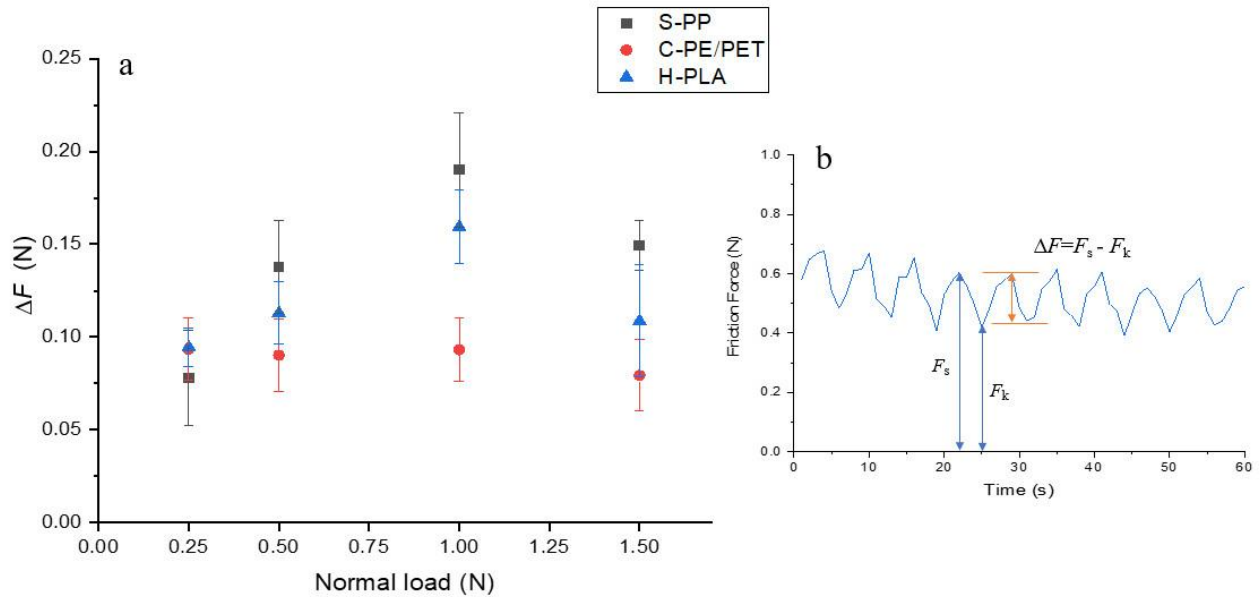 S-PP
C-PE/PET
H-PLA
a
0.25
0.20
0.15
0.10
0.05
0.00
ΔF (N)
0.00 0.25 0.50 0.75 1.00 1.25 1.50
Normal load (N)
b
1.0
0.8
0.6
0.4
0.2
0.0
Friction Force (N)
ΔF=Fs - Fk
Fs
Fk
0 10 20 30 40 50 60
Time (s)